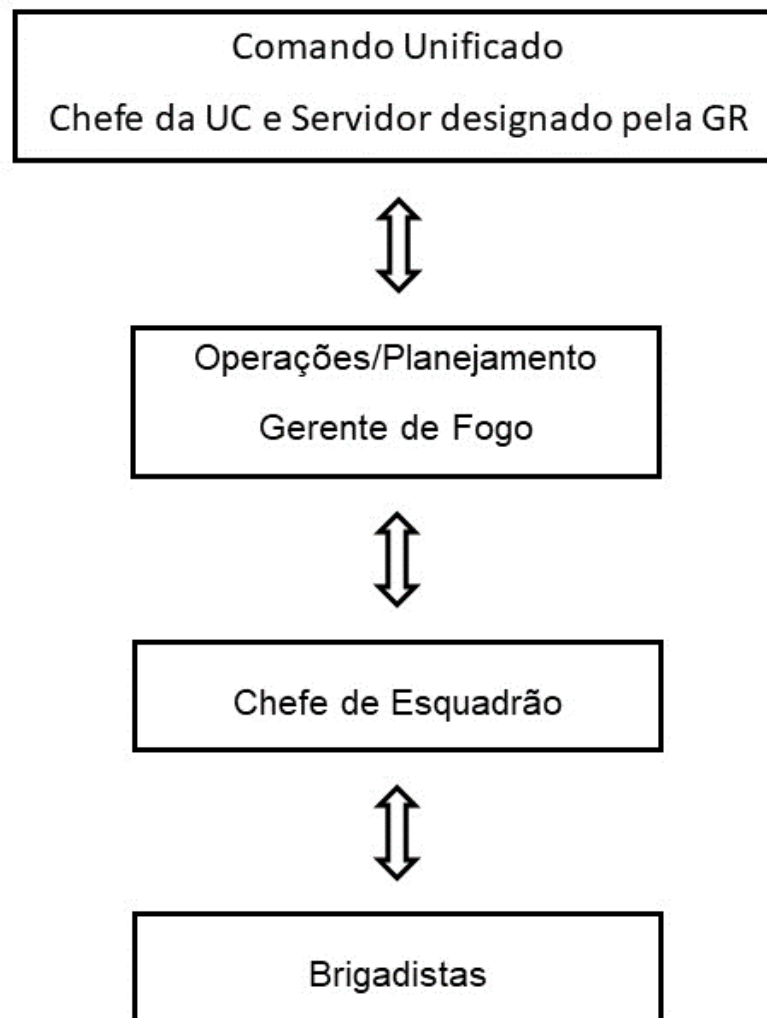 Comando Unificado
Chefe da UC e Servidor designado pela GR
Operações/Planejamento
Gerente de Fogo
Chefe de Esquadrão
Brigadistas